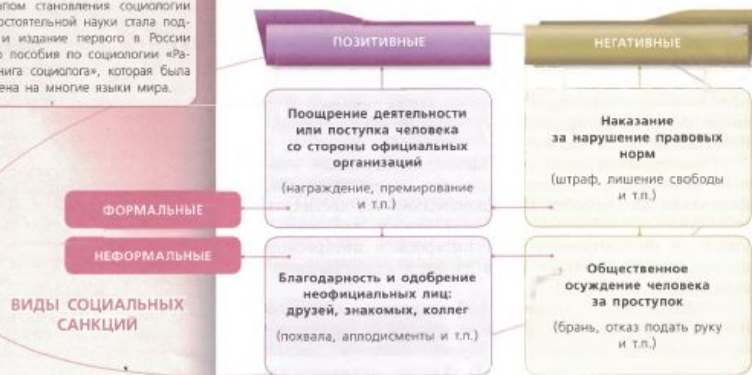 пом становления социологии
остоятельной науки стала под-
и издание первого в России
пособия по социологии «Ра-
нига социолога», которая была
ена на многие языки мира.
ПОЗИТИВНЫЕ
НЕГАТИВНЫЕ
ФОРМАЛЬНЫЕ
Поощрение деятельности
или поступка человека
со стороны официальных
организаций
(награждение, премирование
и т.п.)
Наказание
за нарушение правовых
норм
(штраф, лишение свободы
и т.п.)
НЕФОРМАЛЬНЫЕ
Благодарность и одобрение
неофициальных лиц:
друзей, знакомых, коллег
(похвала, аплодисменты и т.п.)
Общественное
осуждение человека
за проступок
(брань, отказ подать руку
и т.п.)
ВИДЫ СОЦИАЛЬНЫХ
САНКЦИЙ